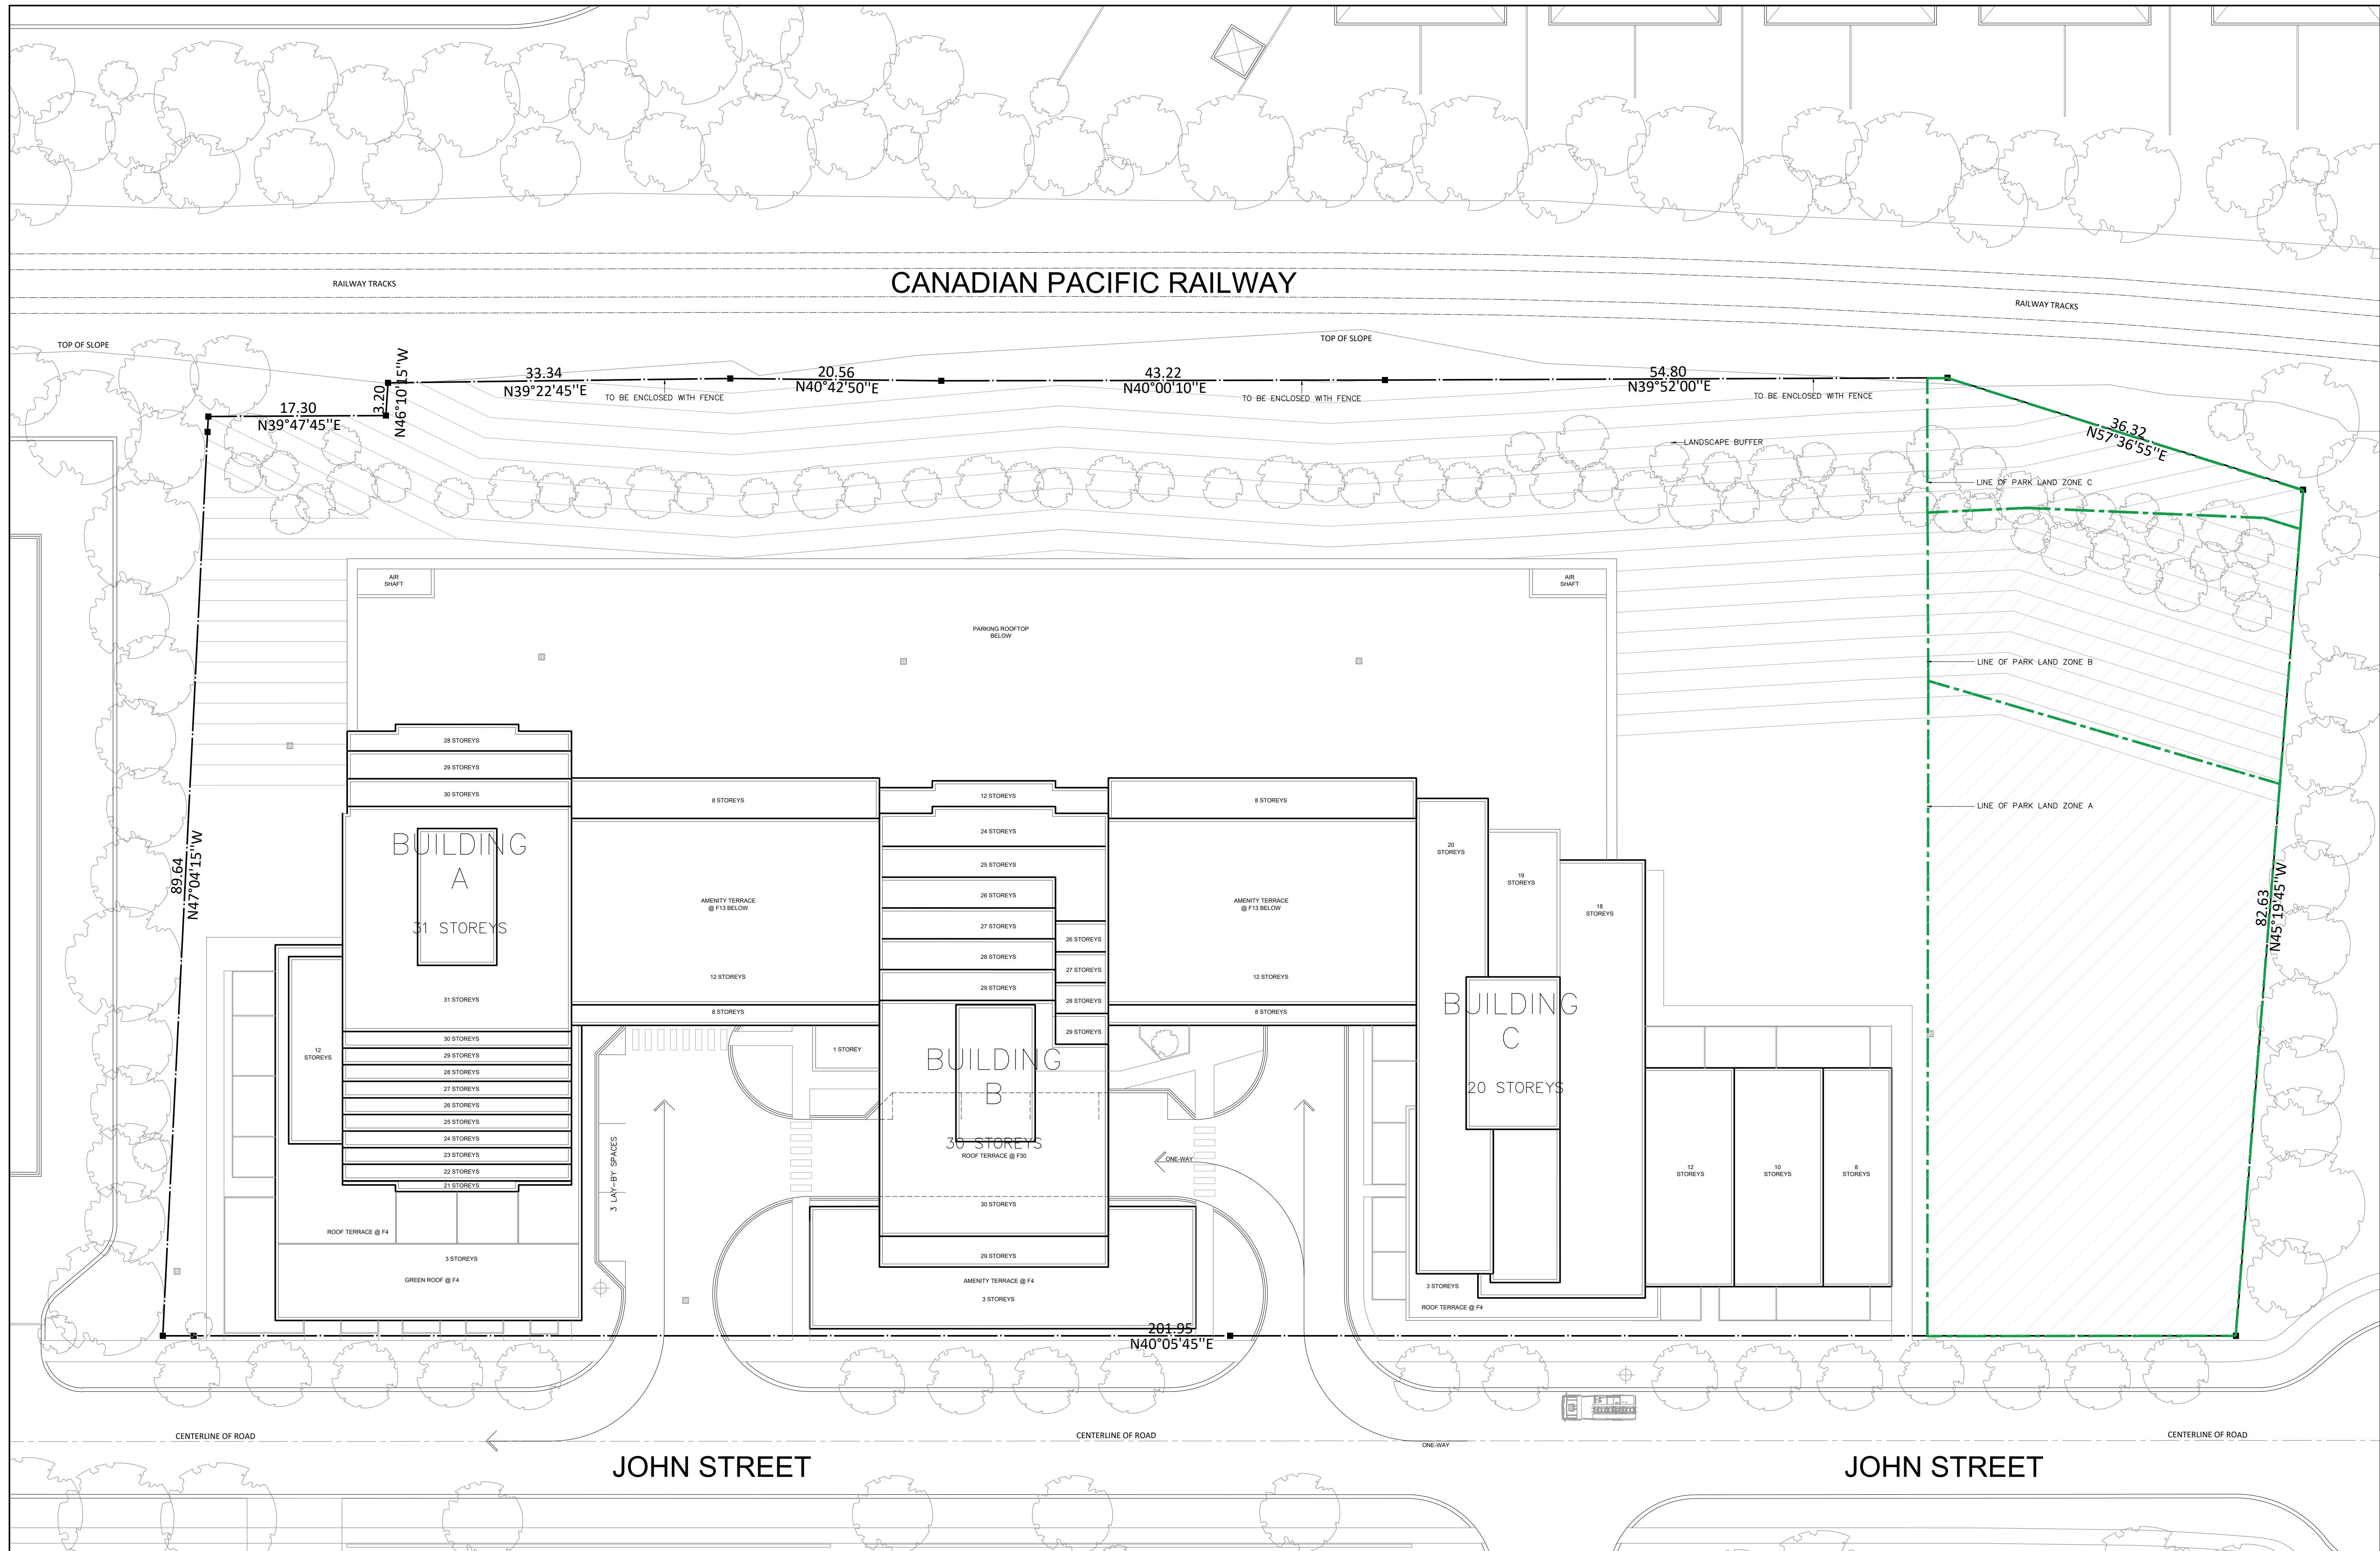 CANADIAN PACIFIC RAILWAY
RAILWAY TRACKS
RAILWAY TRACKS
TOP OF SLOPE
TOP OF SLOPE
17.30
N39°47'45''E
3.20
N46°10'15''W
33.34
N39°22'45''E
TO BE ENCLOSED WITH FENCE
20.56
N40°42'50''E
43.22
N40°00'10''E
TO BE ENCLOSED WITH FENCE
54.80
N39°52'00''E
TO BE ENCLOSED WITH FENCE
36.32
N57°36'55''E
LANDSCAPE BUFFER
LINE OF PARK LAND ZONE C
AIR
SHAFT
AIR
SHAFT
PARKING ROOFTOP
BELOW
LINE OF PARK LAND ZONE B
LINE OF PARK LAND ZONE A
89.64
N47°04'15''W
82.63
N45°19'45''W
28 STOREYS
29 STOREYS
30 STOREYS
BUILDING
A
31 STOREYS
31 STOREYS
30 STOREYS
29 STOREYS
28 STOREYS
27 STOREYS
26 STOREYS
25 STOREYS
24 STOREYS
23 STOREYS
22 STOREYS
21 STOREYS
12
STOREYS
ROOF TERRACE @ F4
3 STOREYS
GREEN ROOF @ F4
8 STOREYS
AMENITY TERRACE
@ F13 BELOW
12 STOREYS
8 STOREYS
1 STOREY
3 LAY-BY SPACES
12 STOREYS
24 STOREYS
25 STOREYS
26 STOREYS
27 STOREYS
28 STOREYS
29 STOREYS
26 STOREYS
27 STOREYS
28 STOREYS
29 STOREYS
BUILDING
B
30 STOREYS
ROOF TERRACE @ F30
30 STOREYS
29 STOREYS
AMENITY TERRACE @ F4
3 STOREYS
8 STOREYS
AMENITY TERRACE
@ F13 BELOW
12 STOREYS
8 STOREYS
ONE-WAY
20
STOREYS
19
STOREYS
18
STOREYS
BUILDING
C
20 STOREYS
12
STOREYS
10
STOREYS
8
STOREYS
3 STOREYS
ROOF TERRACE @ F4
201.95
N40°05'45''E
CENTERLINE OF ROAD
CENTERLINE OF ROAD
ONE-WAY
CENTERLINE OF ROAD
JOHN STREET
JOHN STREET